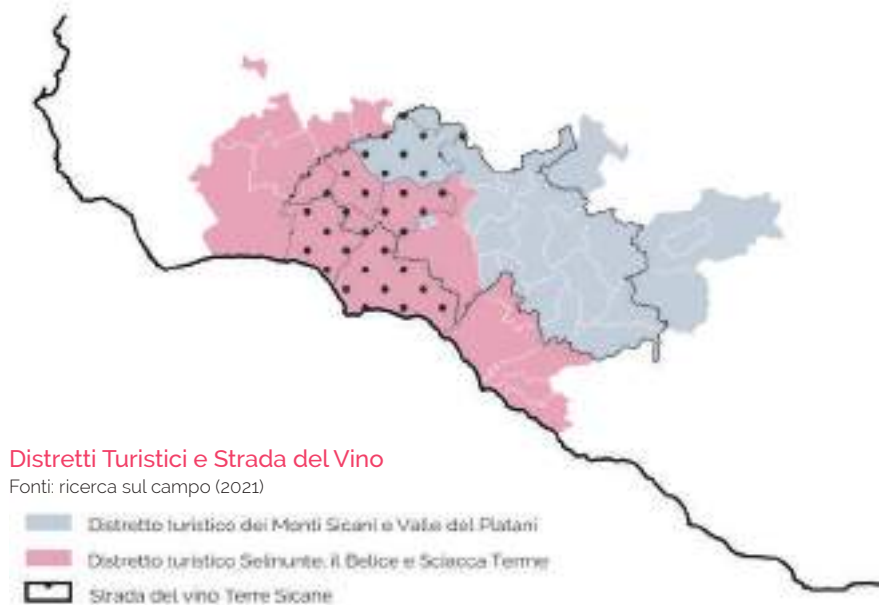 Distretti Turistici e Strada del Vino
Fonti: ricerca sul campo (2021)
Distretto turistico dei Monti Sicani e Valle del Platani
Distretto turistico Selinunte, il Belice e Sciacca Terme
Strada del vino Terre Sicane